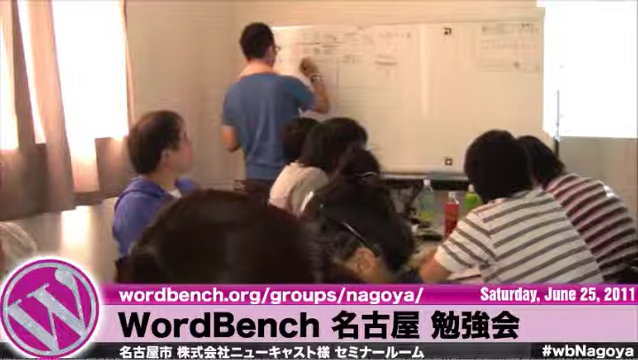 wordbench.org/groups/nagoya/
Saturday, June 25, 2011
WordBench 名古屋 勉強会
名古屋市 株式会社ニューキャスト様 セミナールーム
#wbNagoya